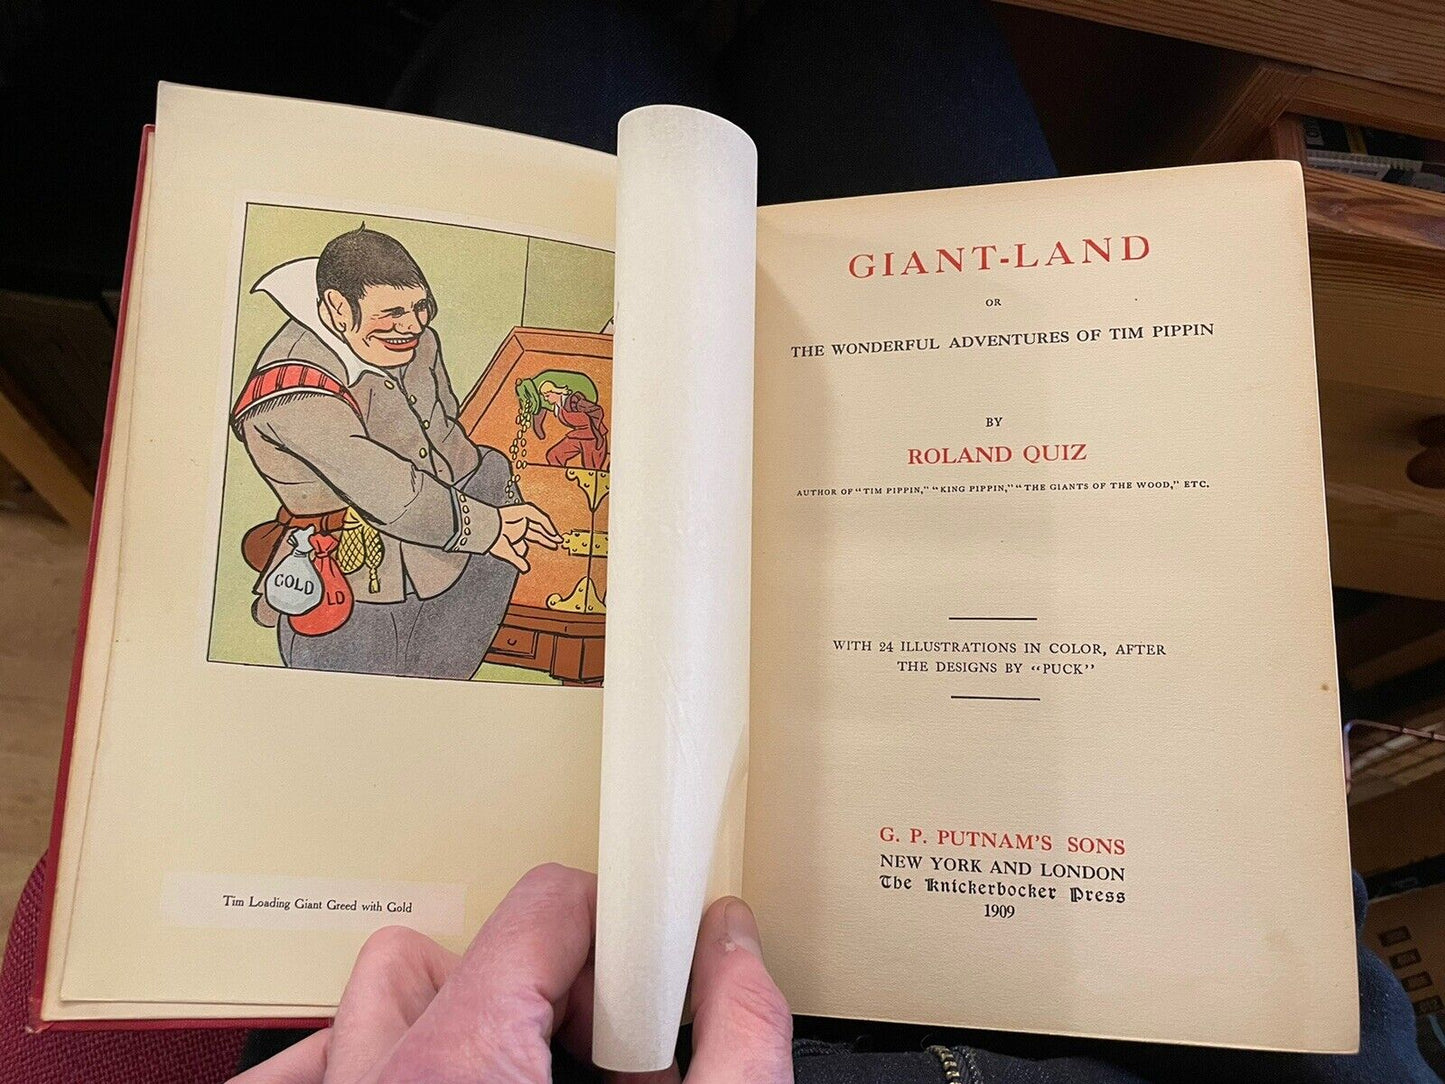 GOLD
LD
Tim Loading Giant Greed with Gold
GIANT-LAND
OR
THE WONDERFUL ADVENTURES OF TIM PIPPIN
BY
ROLAND QUIZ
AUTHOR OF "TIM PIPPIN," "KING PIPPIN," "THE GIANTS OF THE WOOD," ETC.
WITH 24 ILLUSTRATIONS IN COLOR, AFTER
THE DESIGNS BY "PUCK"
G. P. PUTNAM'S SONS
NEW YORK AND LONDON
The Knickerbocker Press
1909